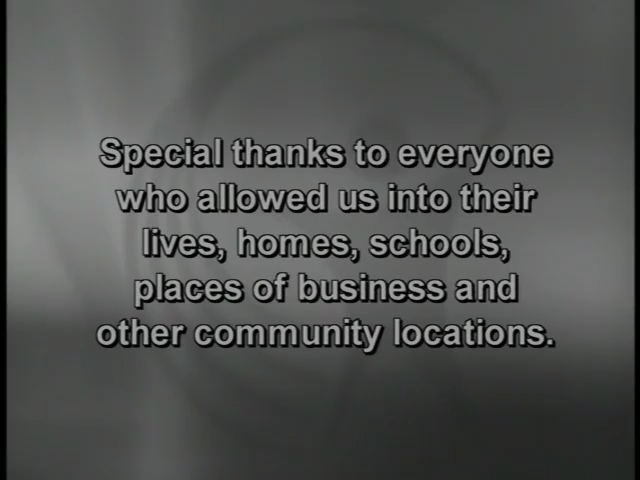 Special thanks to everyone
who allowed us into their
lives, homes, schools,
places of business and
other community locations.